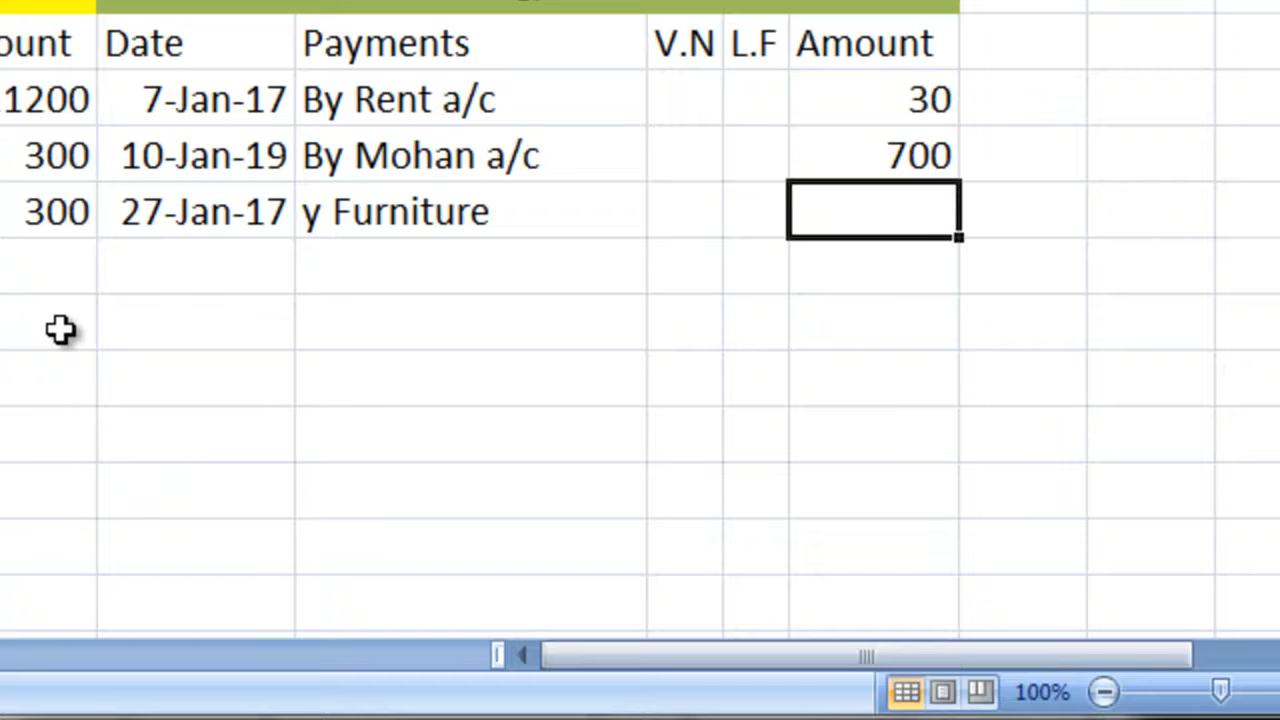 ount Date Payments V.N L.F Amount
1200 7-Jan-17 By Rent a/c 30
300 10-Jan-19 By Mohan a/c 700
300 27-Jan-17 y Furniture
100%